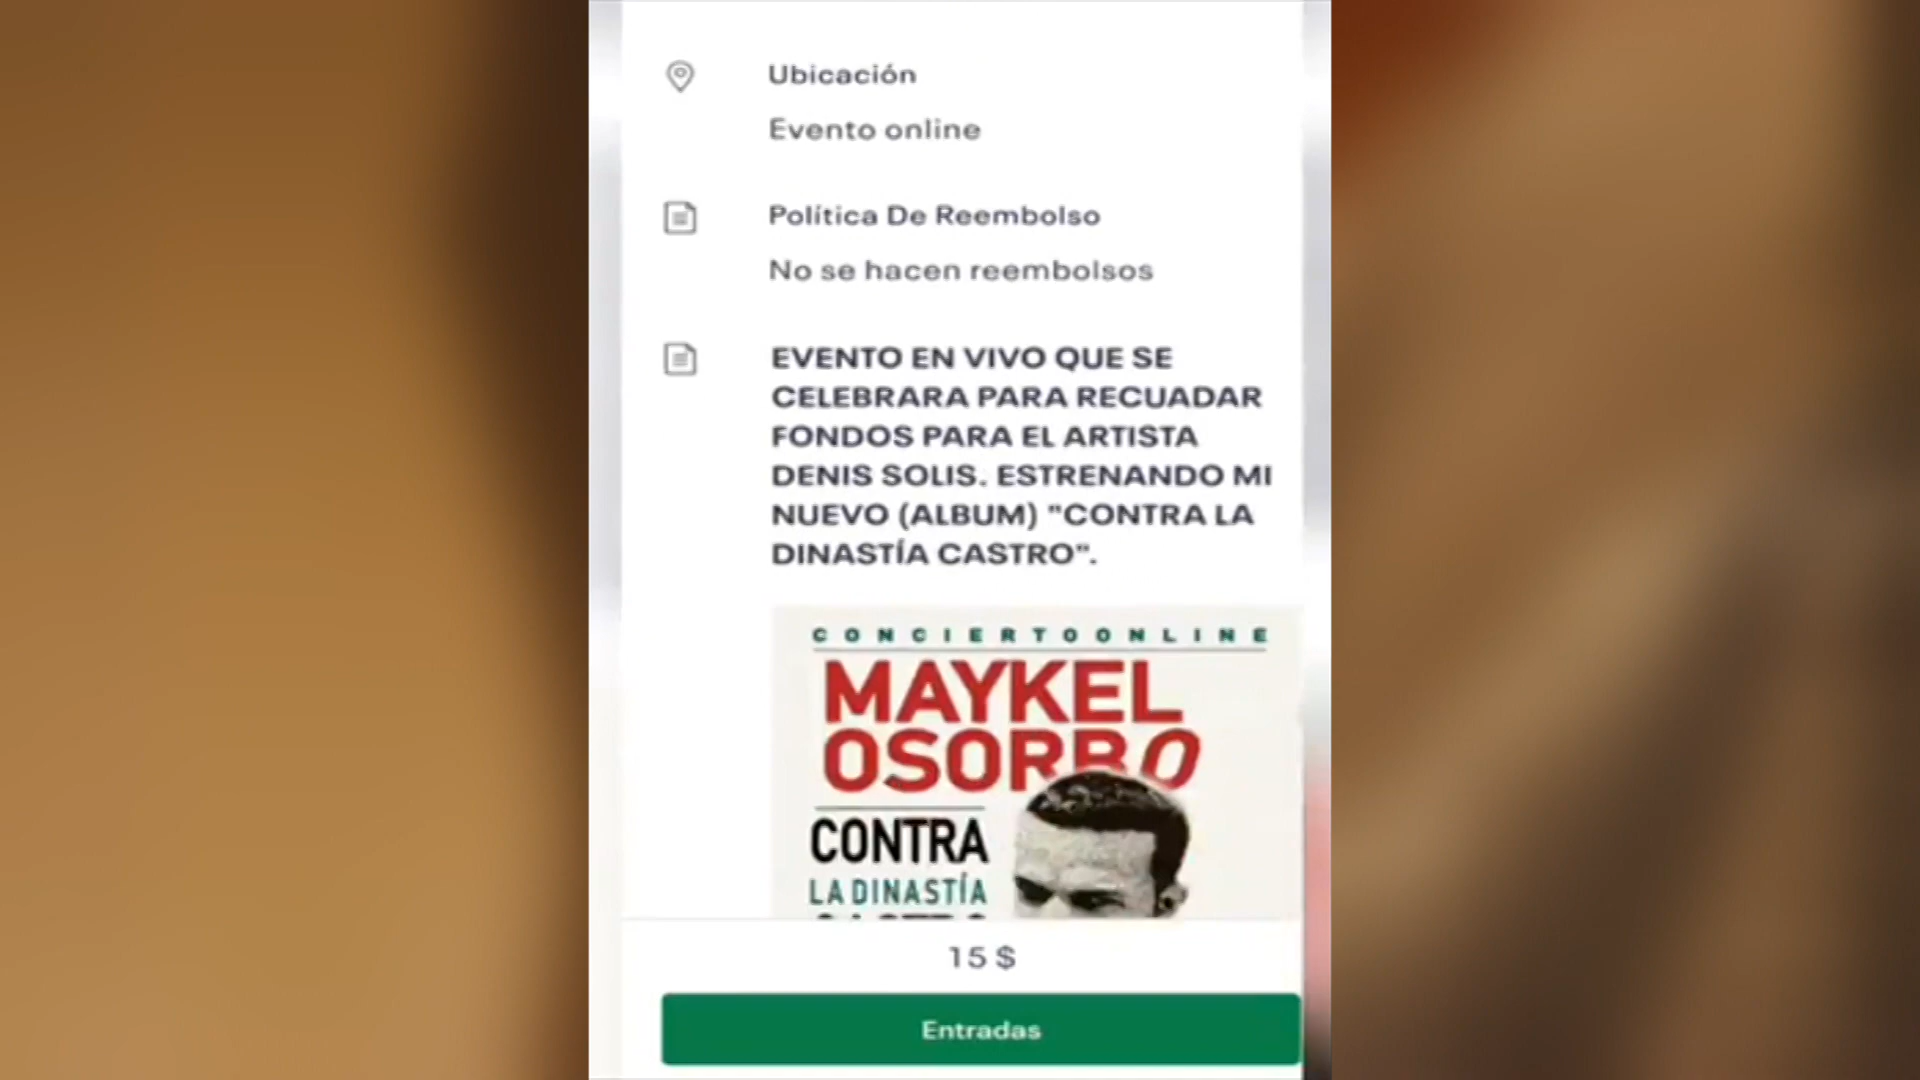 Ubicación
Evento online
Política De Reembolso
No se hacen reembolsos
EVENTO EN VIVO QUE SE
CELEBRARA PARA RECUADAR
FONDOS PARA EL ARTISTA
DENIS SOLIS. ESTRENANDO MI
NUEVO (ALBUM) "CONTRA LA
DINASTÍA CASTRO".
CONCIERTOONLINE
MAYKEL
OSORBO
CONTRA
LA DINASTÍA
15 $
Entradas